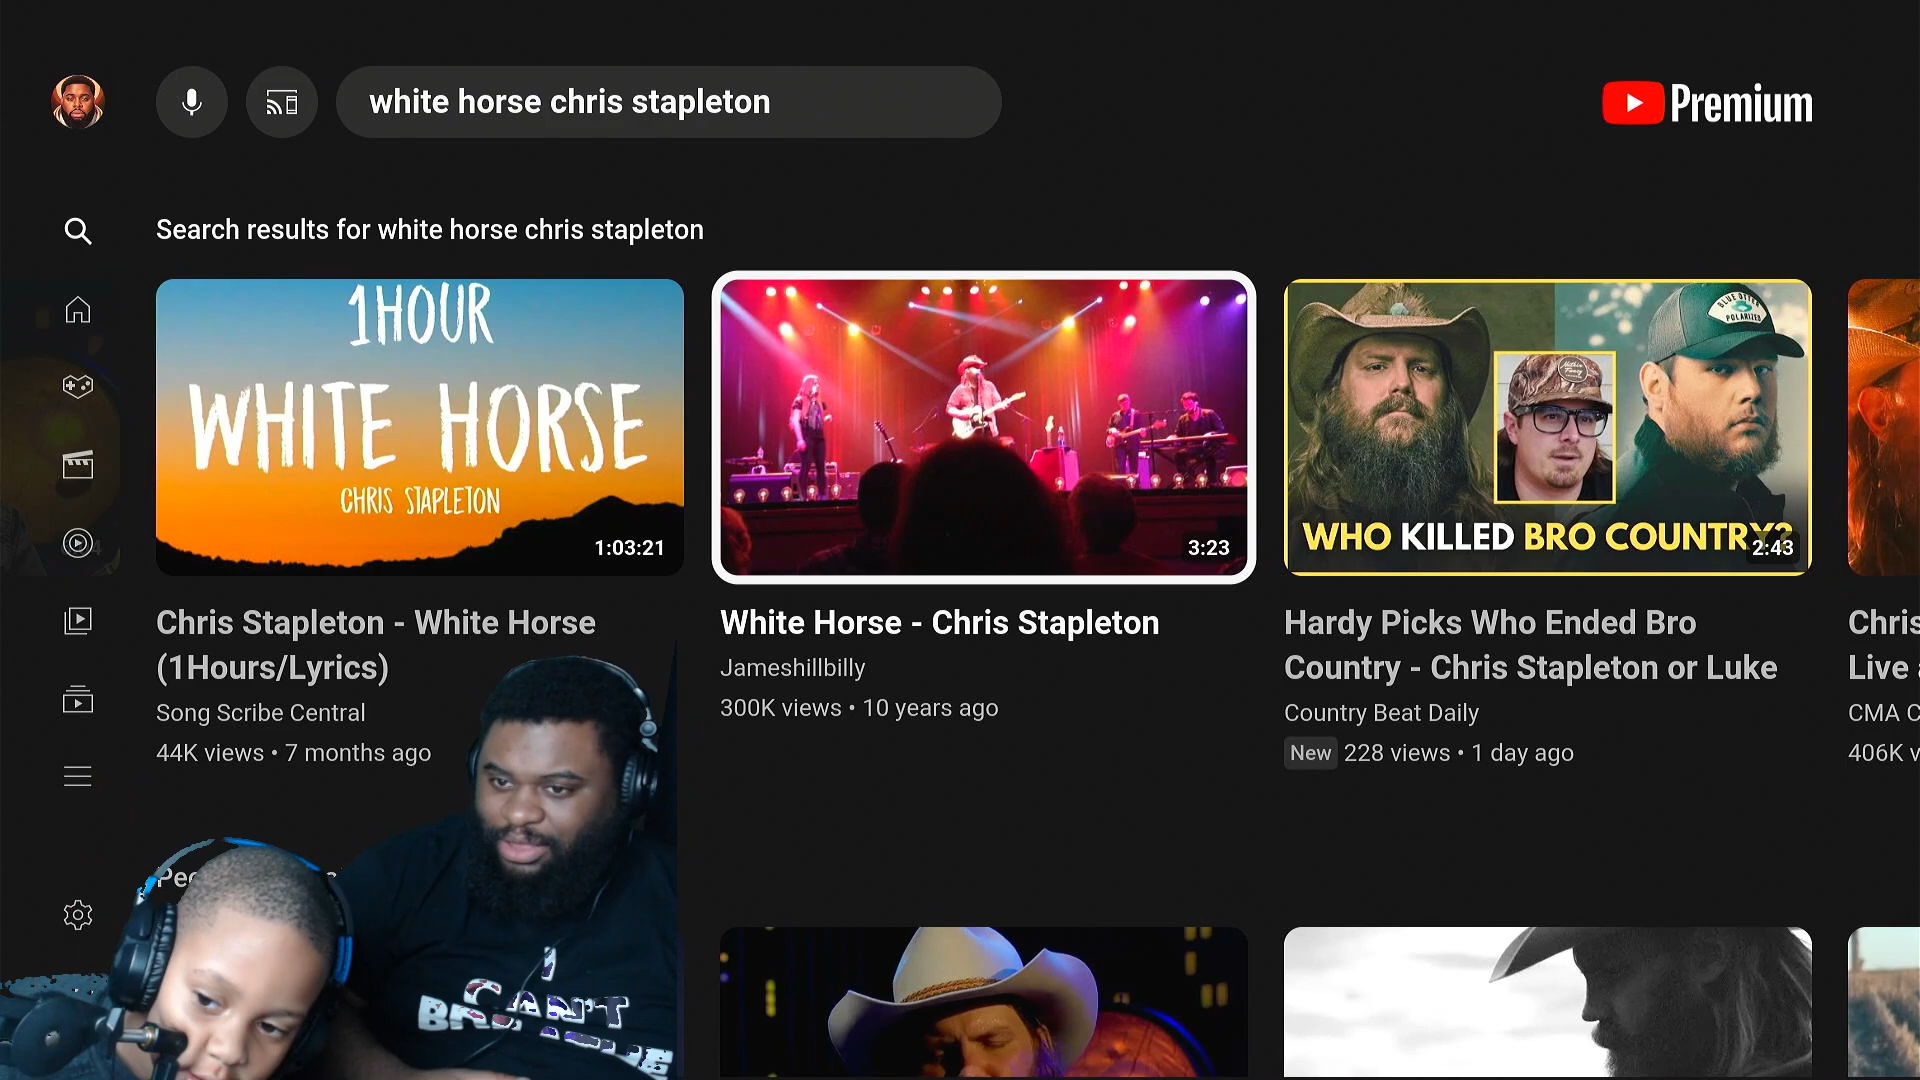 white horse chris stapleton
Premium
Search results for white horse chris stapleton
1HOUR
WHITE HORSE
CHRIS STAPLETON
1:03:21
3:23
BLUE OTTER
POLARIZED
WHO KILLED BRO COUNTRY?
2:43
Chris Stapleton - White Horse
(1Hours/Lyrics)
Song Scribe Central
44K views • 7 months ago
White Horse - Chris Stapleton
Jameshillbilly
300K views • 10 years ago
Hardy Picks Who Ended Bro
Country - Chris Stapleton or Luke
Country Beat Daily
New 228 views • 1 day ago
Chris
Live
CMA
406K
I
CAN'T